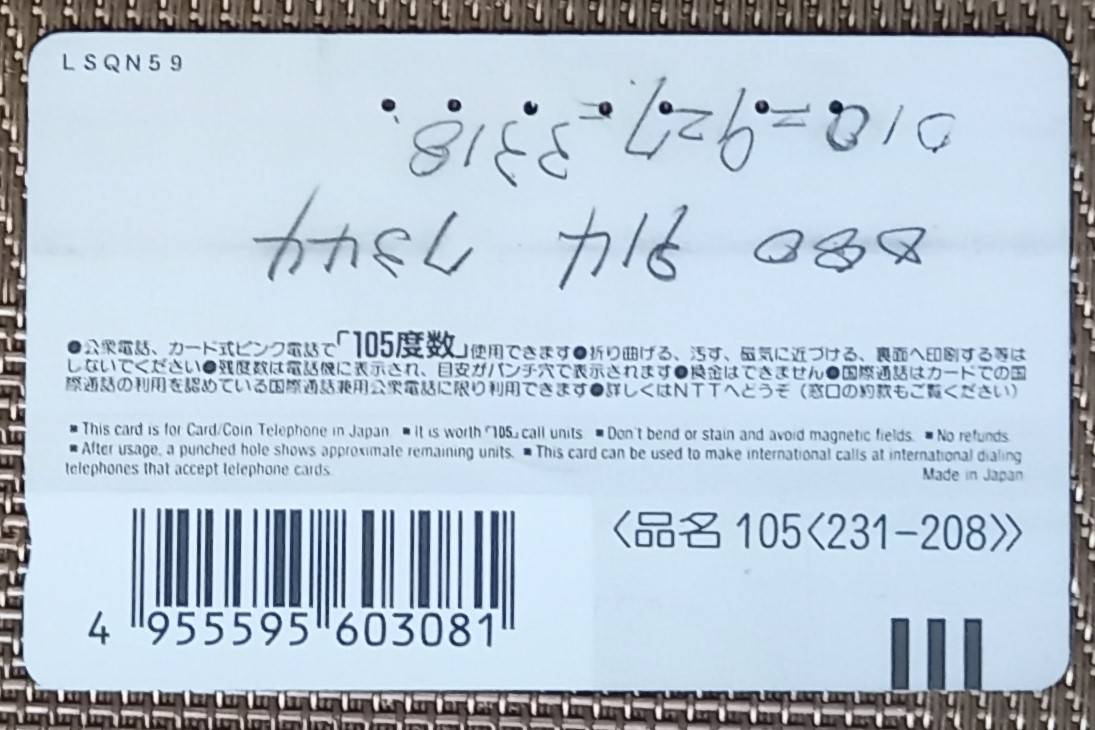 LSQN59
880 7344
●公衆電話、カード式ピンク電話で「105度数」使用できます●折り曲げる、汚す、磁気に近づける、裏面へ印刷する等は
しないでください●残度数は電話機に表示され、目安がパンチ穴で表示されます●換金はできません●国際通話はカードでの国
際通話の利用を認めている国際通話兼用公衆電話に限り利用できます●詳しくはNTTへどうぞ（窓口の約款もご覧ください）
■This card is for Card/Coin Telephone in Japan. ■It is worth「105」call units. ■Don't bend or stain and avoid magnetic fields. ■No refunds.
■After usage, a punched hole shows approximate remaining units. ■This card can be used to make international calls at international dialing
telephones that accept telephone cards.
Made in Japan
〈品名 105〈231-208〉〉
4 955595 603081